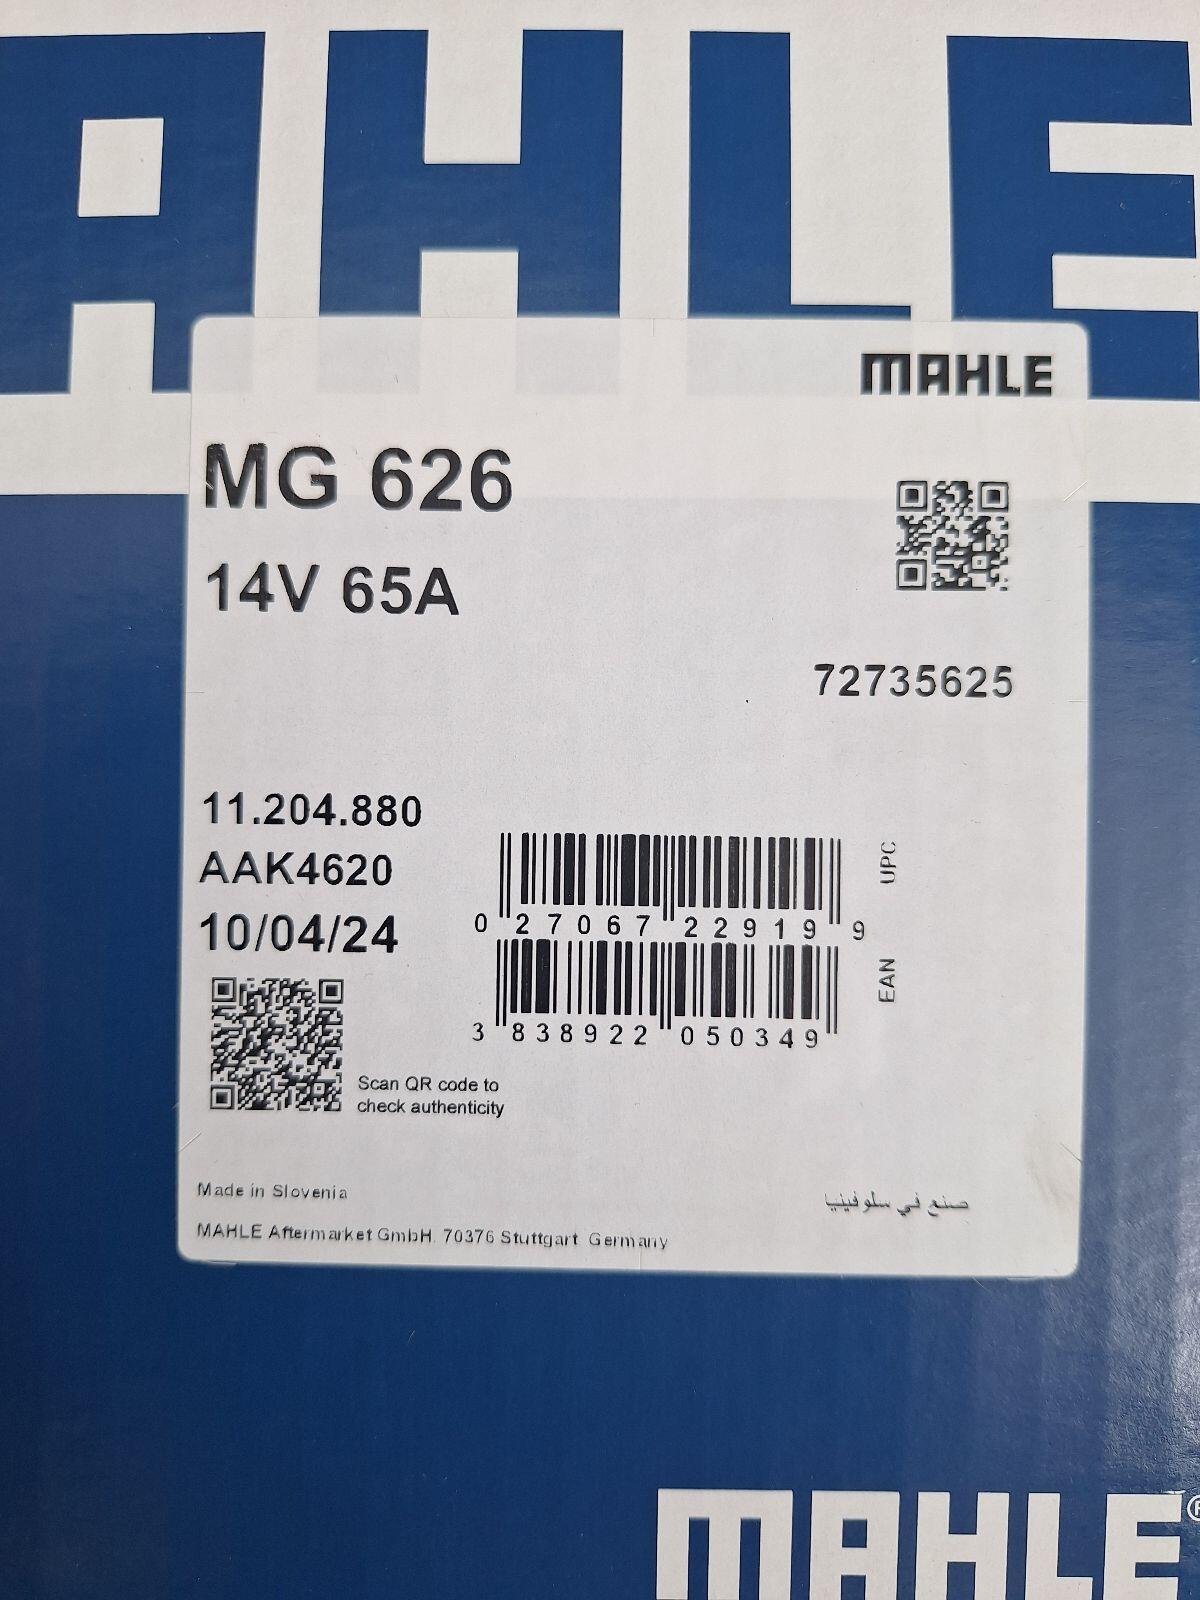 MAHLE
MAHLE
MG 626
14V 65A
72735625
11.204.880
AAK4620
10/04/24
UPC
0 27067 22919 9
EAN
3 838922 050349
Scan QR code to
check authenticity
Made in Slovenia
صنع في سلوفينيا
MAHLE Aftermarket GmbH. 70376 Stuttgart Germany
MAHLE®